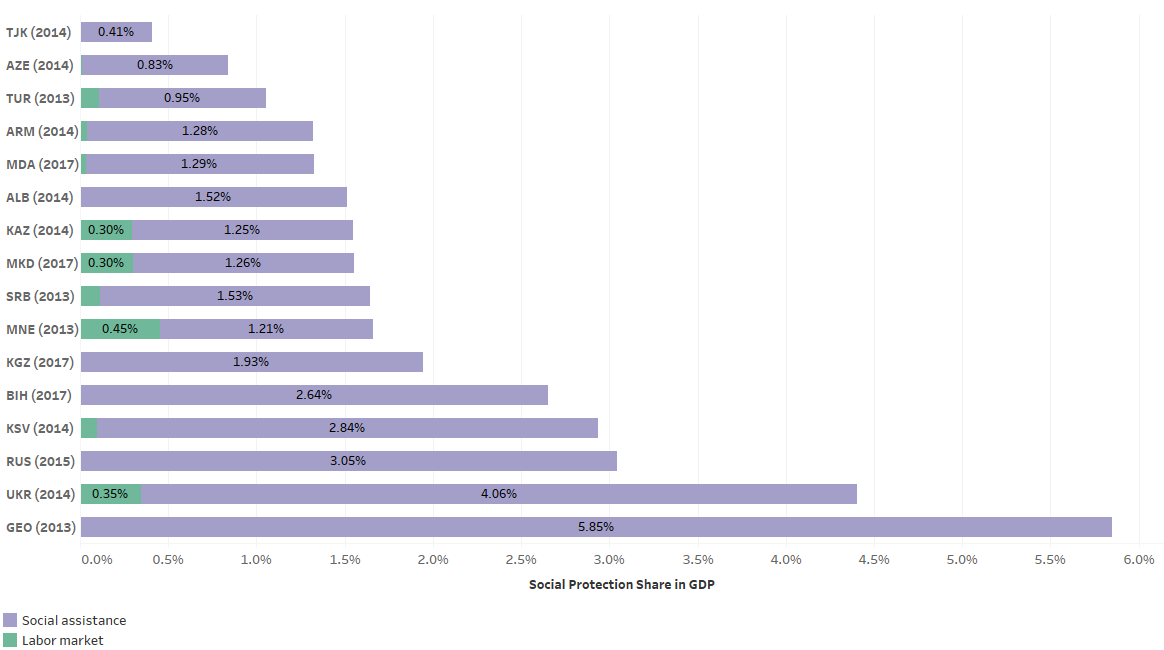 TJK (2014) 0.41%
AZE (2014) 0.83%
TUR (2013) 0.95%
ARM (2014) 1.28%
MDA (2017) 1.29%
ALB (2014) 1.52%
KAZ (2014) 0.30% 1.25%
MKD (2017) 0.30% 1.26%
SRB (2013) 1.53%
MNE (2013) 0.45% 1.21%
KGZ (2017) 1.93%
BIH (2017) 2.64%
KSV (2014) 2.84%
RUS (2015) 3.05%
UKR (2014) 0.35% 4.06%
GEO (2013) 5.85%
0.0% 0.5% 1.0% 1.5% 2.0% 2.5% 3.0% 3.5% 4.0% 4.5% 5.0% 5.5% 6.0%
Social Protection Share in GDP
Social assistance
Labor market